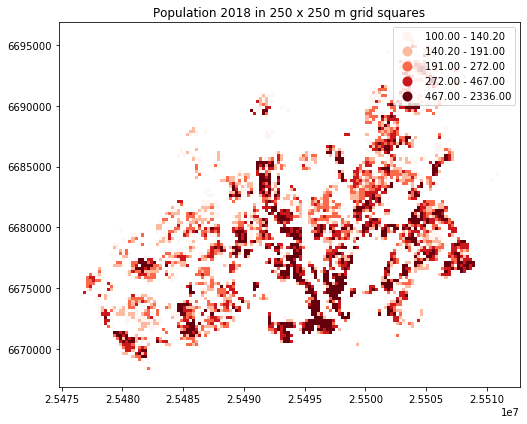 Population 2018 in 250 x 250 m grid squares
100.00 - 140.20
140.20 - 191.00
191.00 - 272.00
272.00 - 467.00
467.00 - 2336.00
6695000
6690000
6685000
6680000
6675000
6670000
2.5475 2.5480 2.5485 2.5490 2.5495 2.5500 2.5505 2.5510
1e7